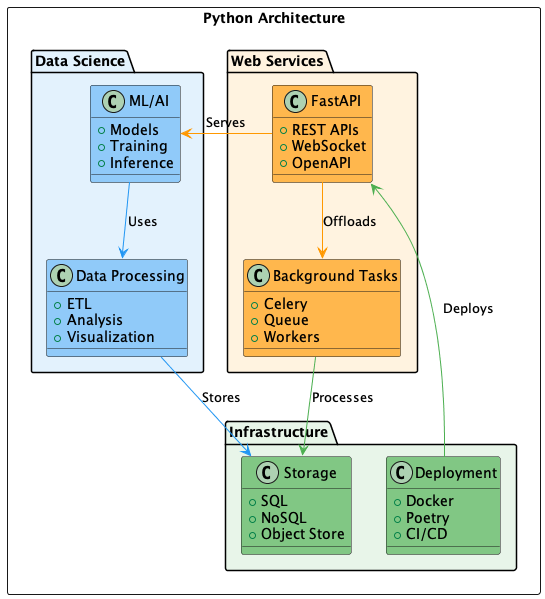 Python Architecture
Data Science
Web Services
C ML/AI
Models
Training
Inference
Serves
C FastAPI
REST APIs
WebSocket
OpenAPI
Uses
Offloads
C Data Processing
ETL
Analysis
Visualization
C Background Tasks
Celery
Queue
Workers
Deploys
Stores
Processes
Infrastructure
C Storage
SQL
NoSQL
Object Store
C Deployment
Docker
Poetry
CI/CD